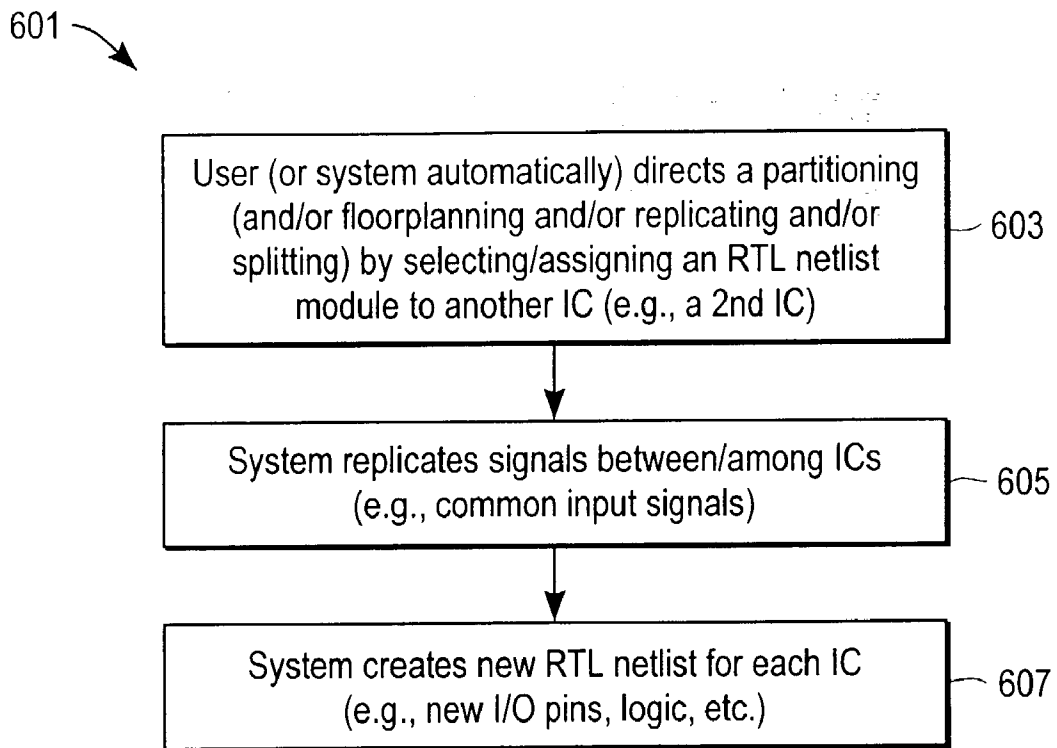 601
User (or system automatically) directs a partitioning
(and/or floorplanning and/or replicating and/or
splitting) by selecting/assigning an RTL netlist
module to another IC (e.g., a 2nd IC)
603
System replicates signals between/among ICs
(e.g., common input signals)
605
System creates new RTL netlist for each IC
(e.g., new I/O pins, logic, etc.)
607